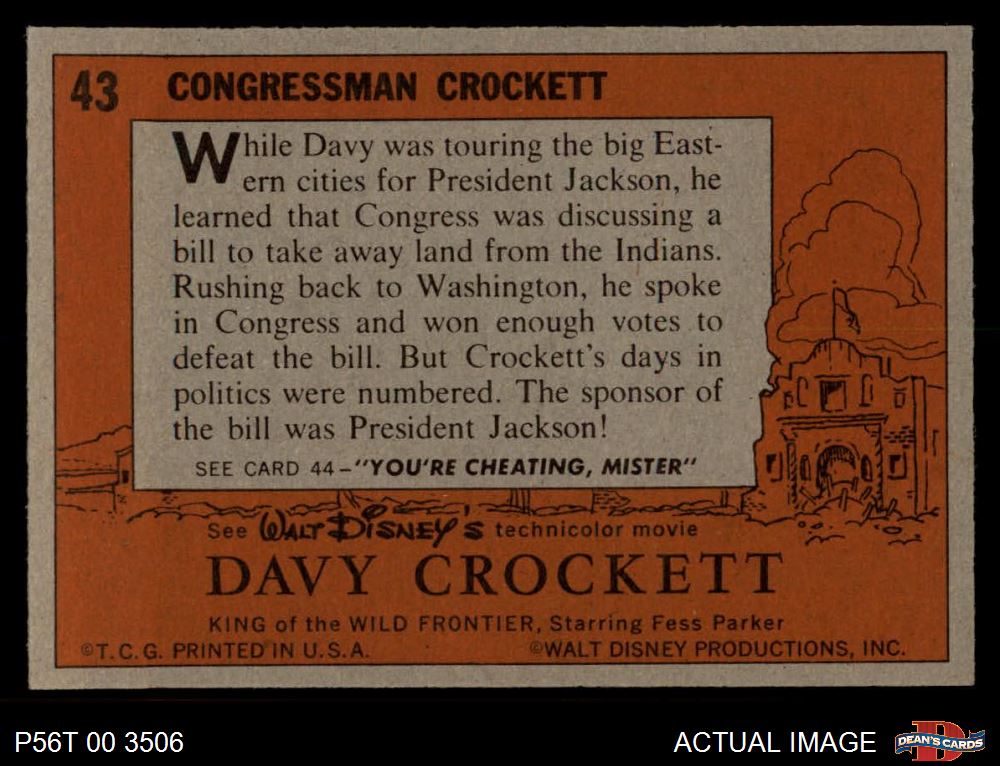 43 CONGRESSMAN CROCKETT
While Davy was touring the big East-
ern cities for President Jackson, he
learned that Congress was discussing a
bill to take away land from the Indians.
Rushing back to Washington, he spoke
in Congress and won enough votes to
defeat the bill. But Crockett's days in
politics were numbered. The sponsor of
the bill was President Jackson!
SEE CARD 44-"YOU'RE CHEATING, MISTER"
See WALT DISNEY'S technicolor movie
DAVY CROCKETT
KING of the WILD FRONTIER, Starring Fess Parker
©T.C.G. PRINTED IN U.S.A. ©WALT DISNEY PRODUCTIONS, INC.
P56T 00 3506 ACTUAL IMAGE DEAN'S CARDS